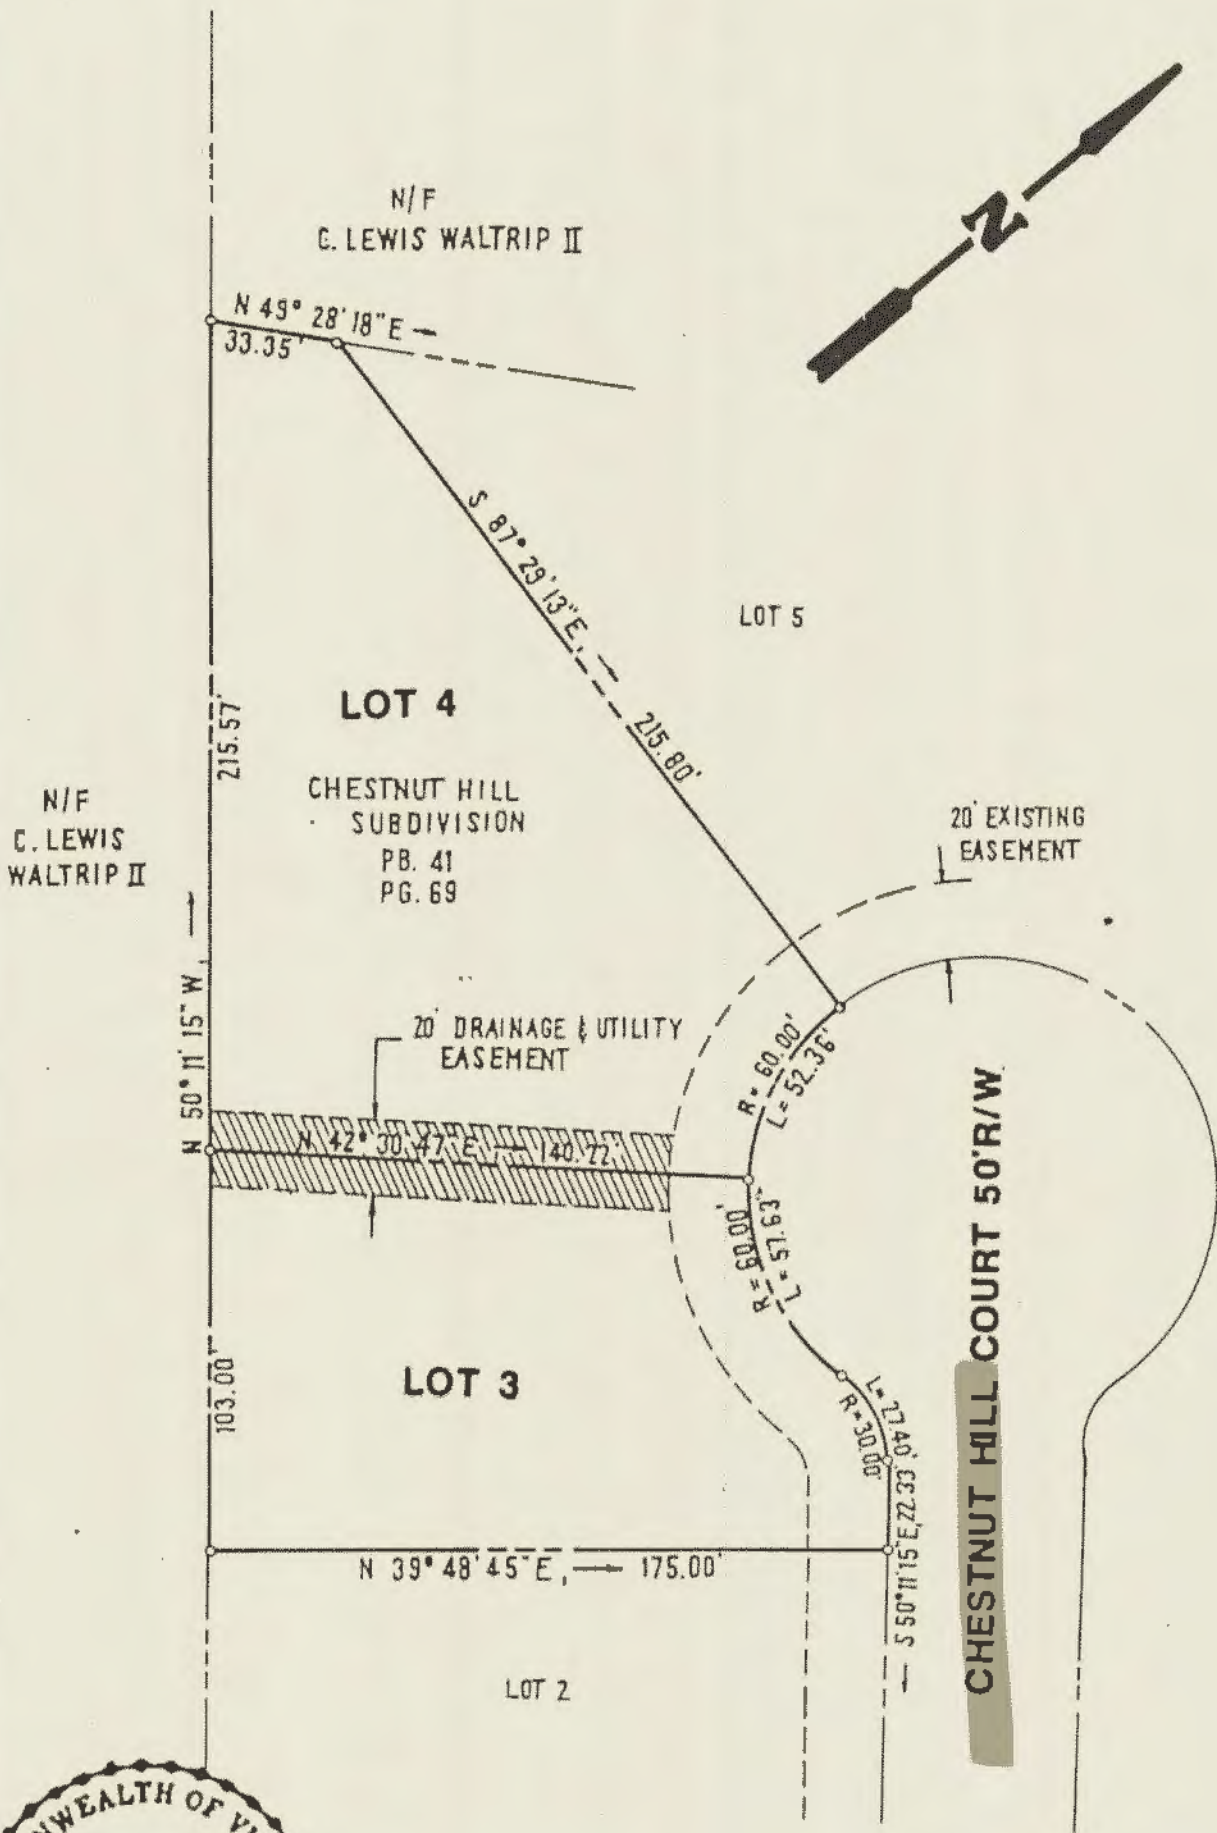 N/F
C. LEWIS WALTRIP II
N
N 49° 28' 18" E
33.35'
S 87° 29' 13" E,
215.80'
LOT 5
LOT 4
215.57'
CHESTNUT HILL
SUBDIVISION
PB. 41
PG. 69
N/F
C. LEWIS
WALTRIP II
20' EXISTING
EASEMENT
N 50° 11' 15" W,
20' DRAINAGE & UTILITY
EASEMENT
R = 60.00'
L = 52.36'
N 42° 30' 47" E 140.22'
R = 60.00'
L = 57.63'
CHESTNUT HILL COURT 50' R/W
LOT 3
103.00'
L= 27.40'
R=30.00'
S 50° 11' 15" E, 22.33'
N 39° 48' 45" E, 175.00'
LOT 2
NWEALTH OF V